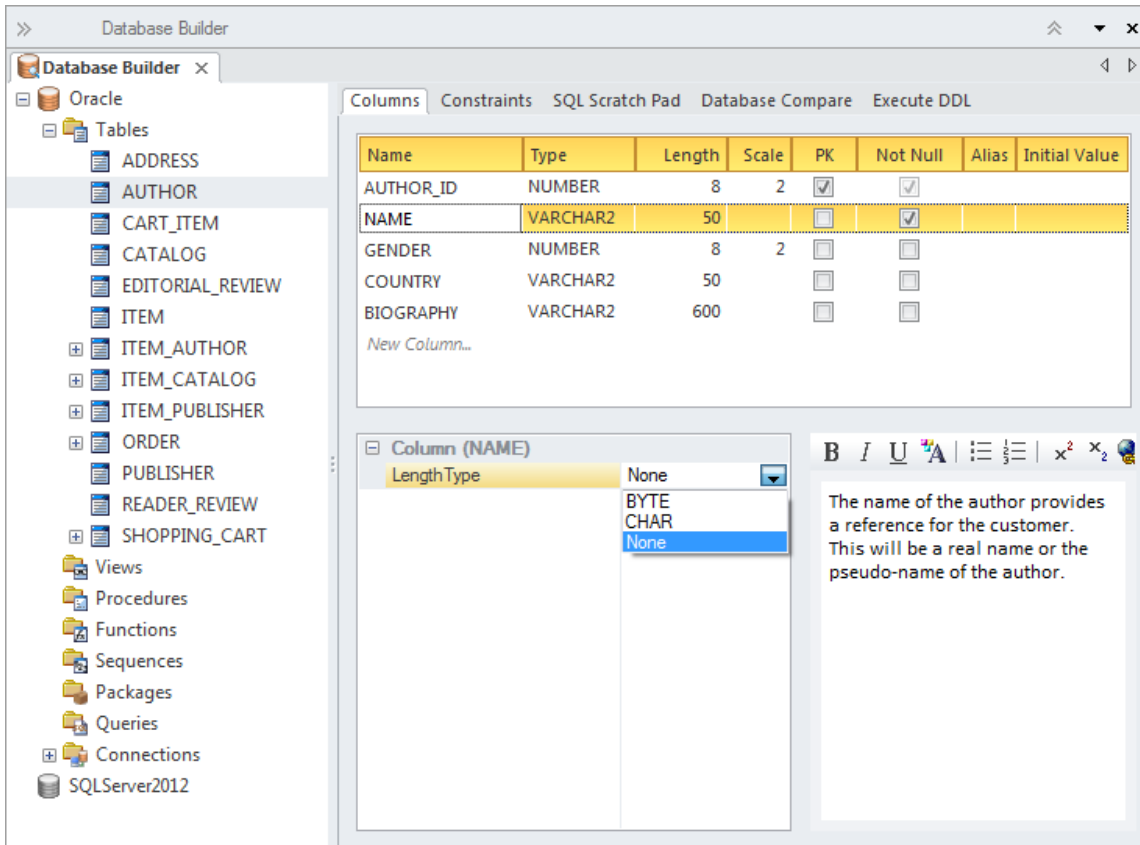 Database Builder
Database Builder
Oracle
Tables
ADDRESS
AUTHOR
CART_ITEM
CATALOG
EDITORIAL_REVIEW
ITEM
ITEM_AUTHOR
ITEM_CATALOG
ITEM_PUBLISHER
ORDER
PUBLISHER
READER_REVIEW
SHOPPING_CART
Views
Procedures
Functions
Sequences
Packages
Queries
Connections
SQLServer2012
Columns Constraints SQL Scratch Pad Database Compare Execute DDL
Name Type Length Scale PK Not Null Alias Initial Value
AUTHOR_ID NUMBER 8 2
NAME VARCHAR2 50
GENDER NUMBER 8 2
COUNTRY VARCHAR2 50
BIOGRAPHY VARCHAR2 600
New Column...
Column (NAME)
LengthType None
BYTE
CHAR
None
B I U A x² x₂
The name of the author provides
a reference for the customer.
This will be a real name or the
pseudo-name of the author.